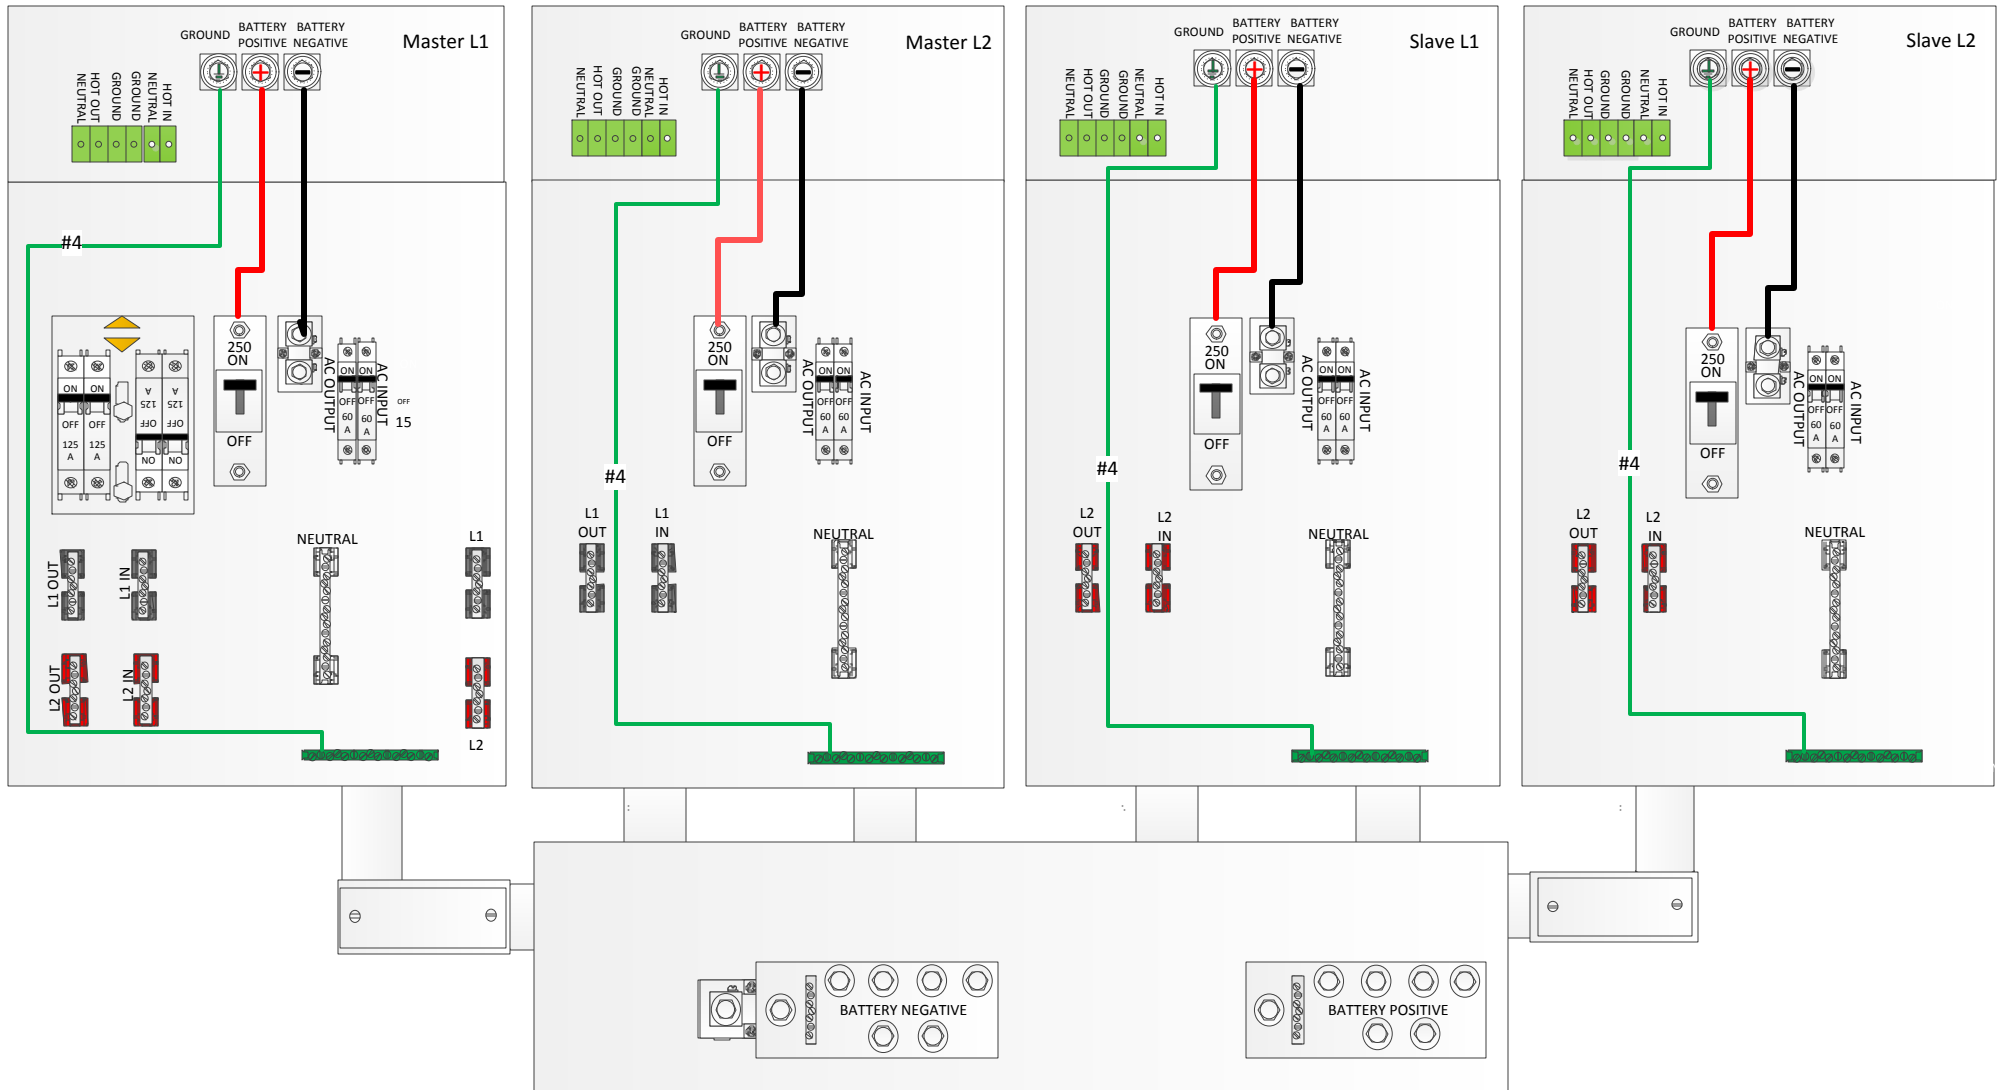 Master L1
GROUND
BATTERY
POSITIVE
BATTERY
NEGATIVE
NEUTRAL
HOT OUT
GROUND
GROUND
NEUTRAL
HOT IN
#4
ON
OFF
125
A
ON
OFF
125
A
125
A
OFF
ON
125
A
OFF
ON
250
ON
OFF
AC OUTPUT
ON
OFF
60
A
ON
OFF
60
A
AC INPUT
OFF
15
L1 OUT
L1 IN
L2 OUT
L2 IN
NEUTRAL
L1
L2
Master L2
GROUND
BATTERY
POSITIVE
BATTERY
NEGATIVE
NEUTRAL
HOT OUT
GROUND
GROUND
NEUTRAL
HOT IN
250
ON
OFF
AC OUTPUT
ON
OFF
60
A
ON
OFF
60
A
AC INPUT
#4
L1
OUT
L1
IN
NEUTRAL
Slave L1
GROUND
BATTERY
POSITIVE
BATTERY
NEGATIVE
NEUTRAL
HOT OUT
GROUND
GROUND
NEUTRAL
HOT IN
250
ON
OFF
AC OUTPUT
ON
OFF
60
A
ON
OFF
60
A
AC INPUT
#4
L2
OUT
L2
IN
NEUTRAL
Slave L2
GROUND
BATTERY
POSITIVE
BATTERY
NEGATIVE
NEUTRAL
HOT OUT
GROUND
GROUND
NEUTRAL
HOT IN
250
ON
OFF
AC OUTPUT
ON
OFF
60
A
ON
OFF
60
A
AC INPUT
#4
L2
OUT
L2
IN
NEUTRAL
BATTERY NEGATIVE
BATTERY POSITIVE